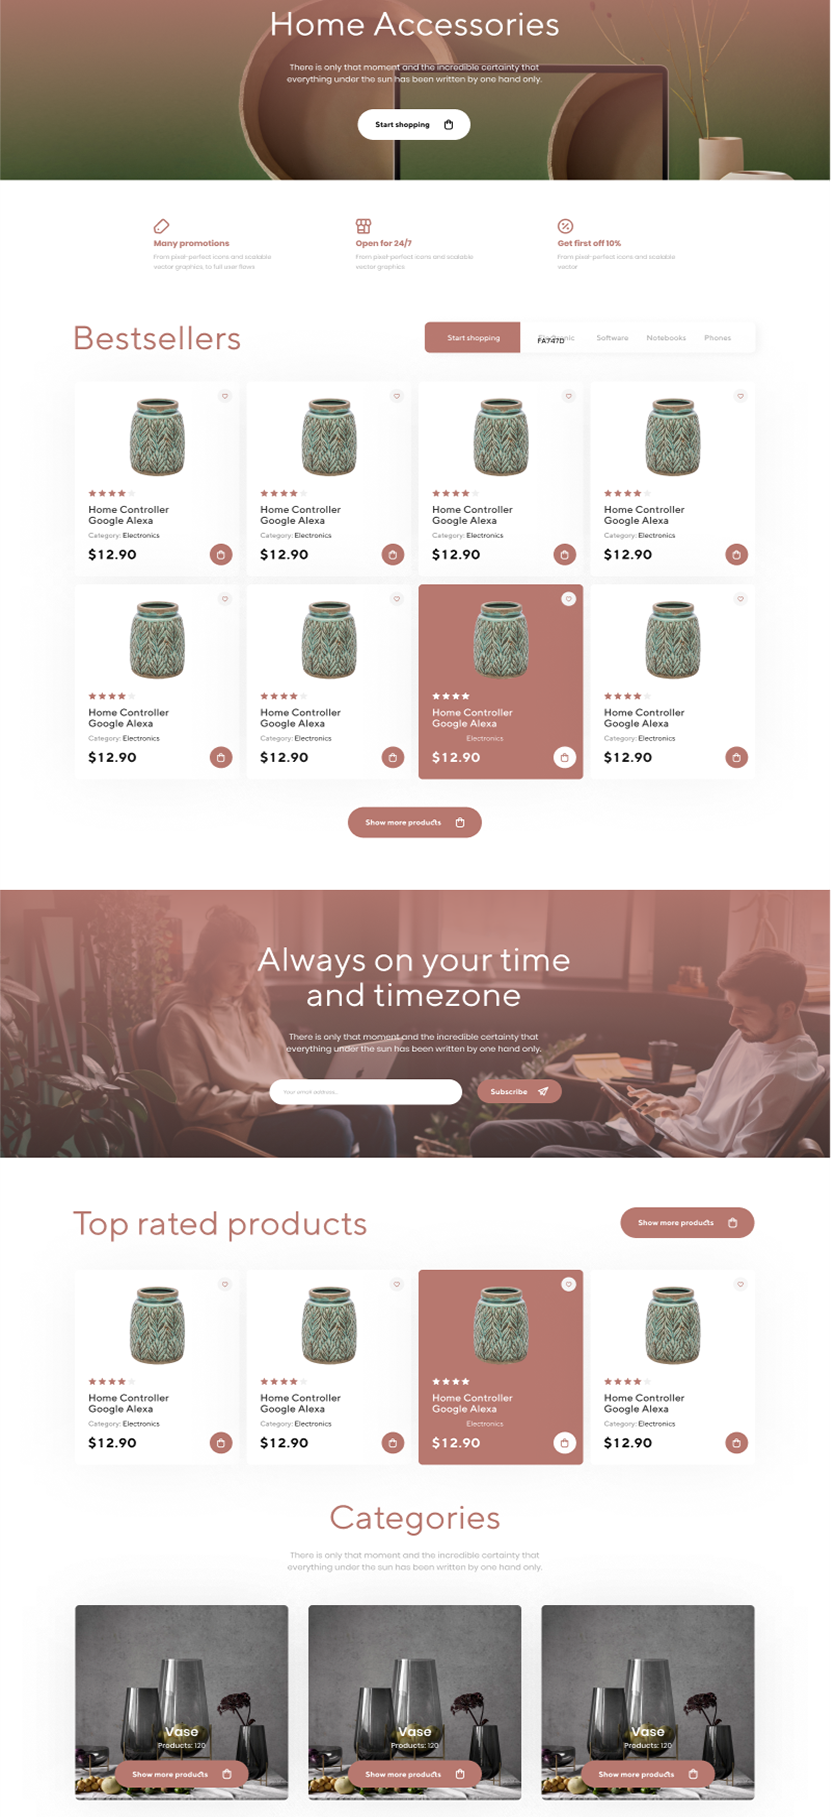 Home Accessories
There is only that moment and the incredible certainty that
everything under the sun has been written by one hand only.
Start shopping
Many promotions
From pixel-perfect icons and scalable
vector graphics, to full user flows
Open for 24/7
From pixel-perfect icons and scalable
vector graphics
Get first off 10%
From pixel-perfect icons and scalable
vector
Bestsellers
Start shopping
FA747D
Software
Notebooks
Phones
Home Controller
Google Alexa
Category: Electronics
$12.90
Home Controller
Google Alexa
Category: Electronics
$12.90
Home Controller
Google Alexa
Category: Electronics
$12.90
Home Controller
Google Alexa
Category: Electronics
$12.90
Home Controller
Google Alexa
Category: Electronics
$12.90
Home Controller
Google Alexa
Category: Electronics
$12.90
Home Controller
Google Alexa
Electronics
$12.90
Home Controller
Google Alexa
Category: Electronics
$12.90
Show more products
Always on your time
and timezone
There is only that moment and the incredible certainty that
everything under the sun has been written by one hand only.
Your email address...
Subscribe
Top rated products
Show more products
Home Controller
Google Alexa
Category: Electronics
$12.90
Home Controller
Google Alexa
Category: Electronics
$12.90
Home Controller
Google Alexa
Electronics
$12.90
Home Controller
Google Alexa
Category: Electronics
$12.90
Categories
There is only that moment and the incredible certainty that
everything under the sun has been written by one hand only.
Vase
Products: 120
Show more products
Vase
Products: 120
Show more products
Vase
Products: 120
Show more products